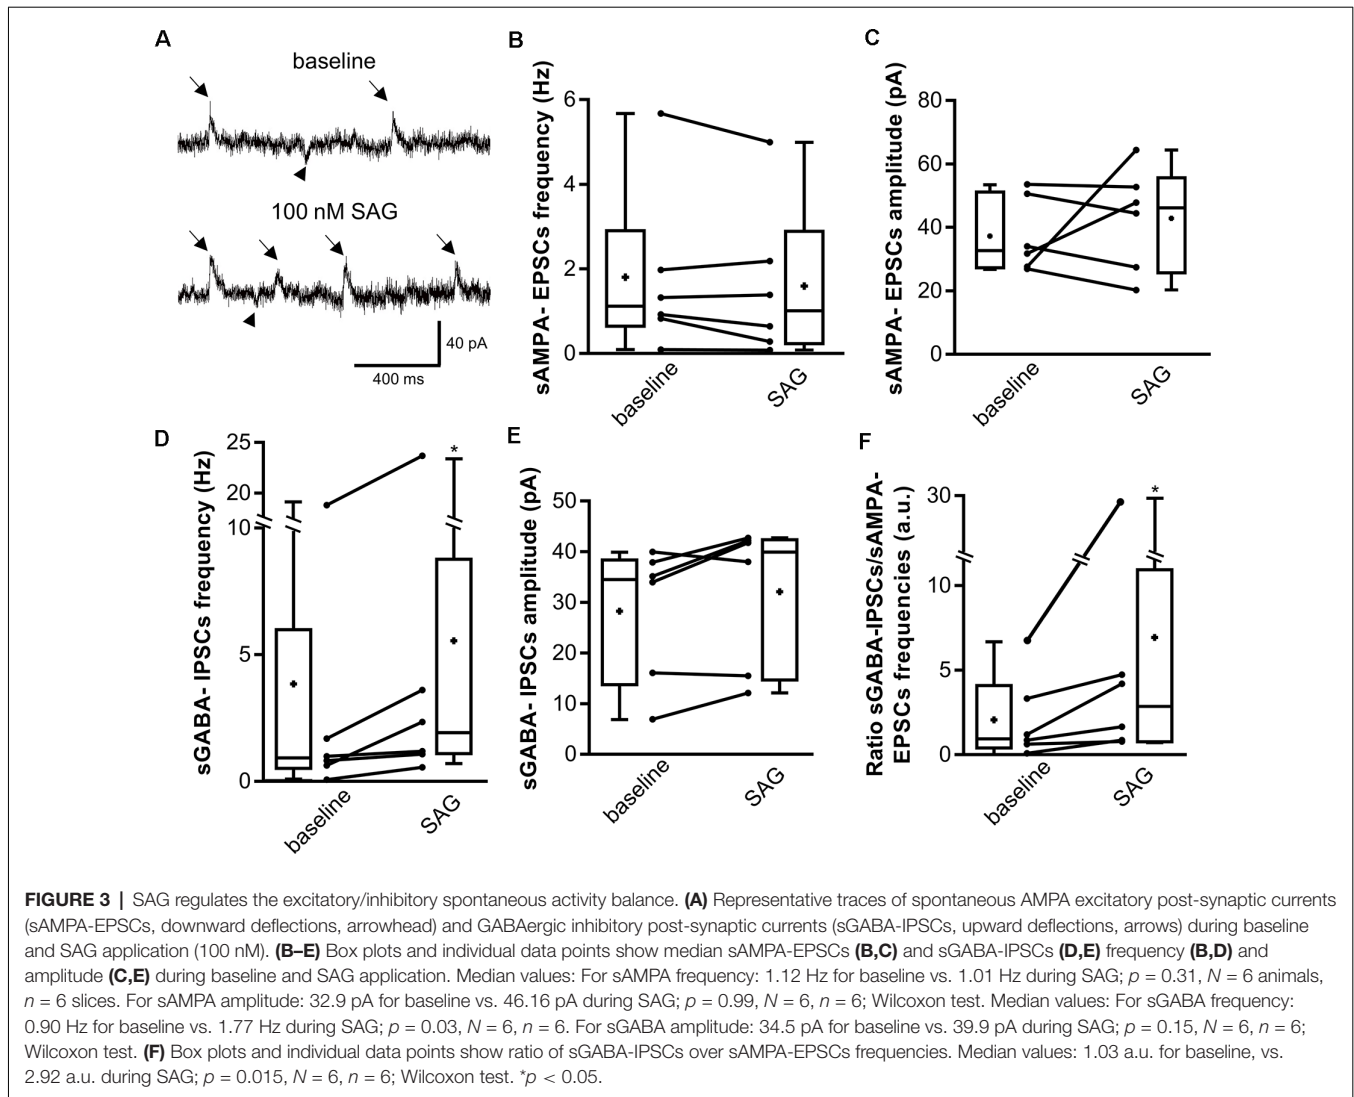 A
baseline
100 nM SAG
40 pA
400 ms
B
sAMPA- EPSCs frequency (Hz)
6
4
2
0
baseline
SAG
C
sAMPA- EPSCs amplitude (pA)
80
60
40
20
0
baseline
SAG
D
sGABA- IPSCs frequency (Hz)
25
20
10
5
0
*
baseline
SAG
E
sGABA- IPSCs amplitude (pA)
50
40
30
20
10
0
baseline
SAG
F
Ratio sGABA-IPSCs/sAMPA-
EPSCs frequencies (a.u.)
30
10
5
0
*
baseline
SAG
FIGURE 3 | SAG regulates the excitatory/inhibitory spontaneous activity balance. (A) Representative traces of spontaneous AMPA excitatory post-synaptic currents
(sAMPA-EPSCs, downward deflections, arrowhead) and GABAergic inhibitory post-synaptic currents (sGABA-IPSCs, upward deflections, arrows) during baseline
and SAG application (100 nM). (B–E) Box plots and individual data points show median sAMPA-EPSCs (B,C) and sGABA-IPSCs (D,E) frequency (B,D) and
amplitude (C,E) during baseline and SAG application. Median values: For sAMPA frequency: 1.12 Hz for baseline vs. 1.01 Hz during SAG; p = 0.31, N = 6 animals,
n = 6 slices. For sAMPA amplitude: 32.9 pA for baseline vs. 46.16 pA during SAG; p = 0.99, N = 6, n = 6; Wilcoxon test. Median values: For sGABA frequency:
0.90 Hz for baseline vs. 1.77 Hz during SAG; p = 0.03, N = 6, n = 6. For sGABA amplitude: 34.5 pA for baseline vs. 39.9 pA during SAG; p = 0.15, N = 6, n = 6;
Wilcoxon test. (F) Box plots and individual data points show ratio of sGABA-IPSCs over sAMPA-EPSCs frequencies. Median values: 1.03 a.u. for baseline, vs.
2.92 a.u. during SAG; p = 0.015, N = 6, n = 6; Wilcoxon test. *p < 0.05.